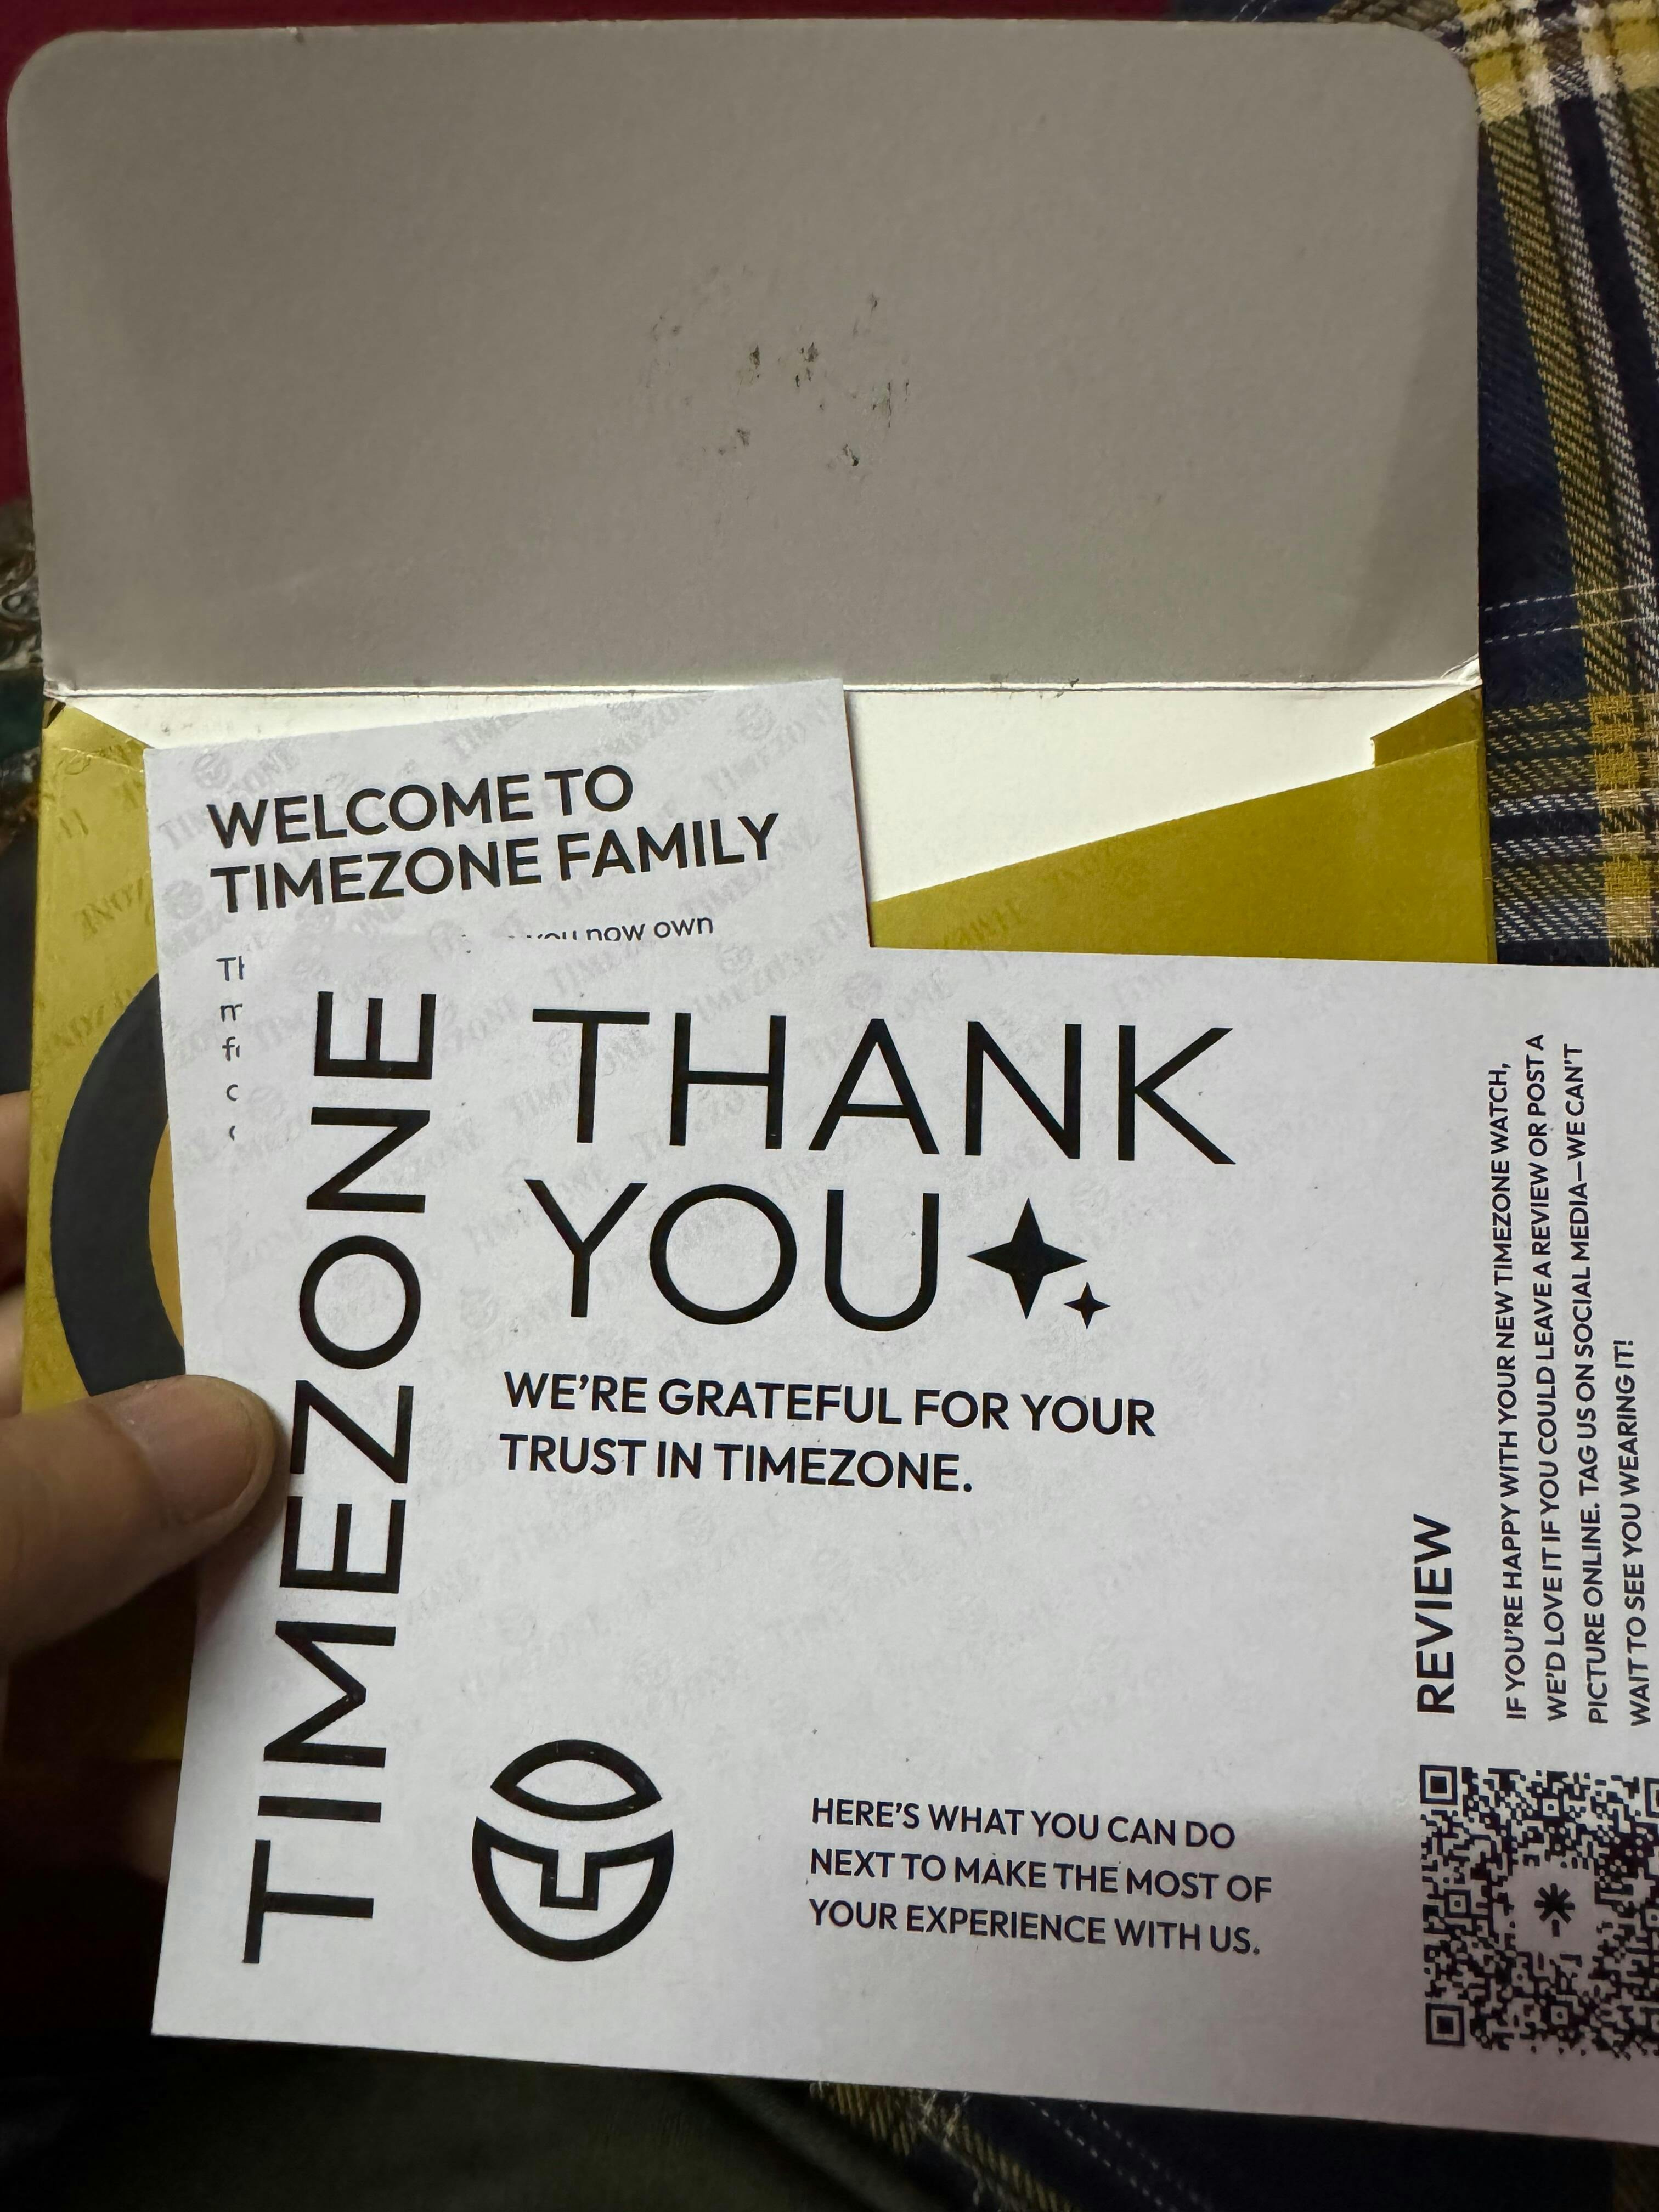 WELCOME TO
TIMEZONE FAMILY
you now own
TIMEZONE
THANK
YOU
WE'RE GRATEFUL FOR YOUR
TRUST IN TIMEZONE.
HERE'S WHAT YOU CAN DO
NEXT TO MAKE THE MOST OF
YOUR EXPERIENCE WITH US.
REVIEW
IF YOU'RE HAPPY WITH YOUR NEW TIMEZONE WATCH,
WE'D LOVE IT IF YOU COULD LEAVE A REVIEW OR POST A
PICTURE ONLINE. TAG US ON SOCIAL MEDIA—WE CAN'T
WAIT TO SEE YOU WEARING IT!